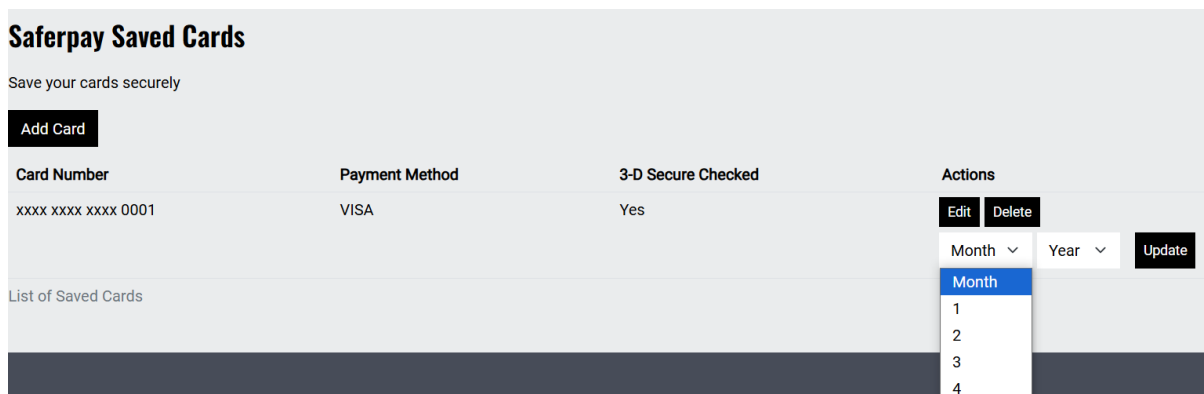 Saferpay Saved Cards
Save your cards securely
Add Card
Card Number Payment Method 3-D Secure Checked Actions
xxxx xxxx xxxx 0001 VISA Yes Edit Delete
Month Year Update
Month
1
2
3
4
List of Saved Cards